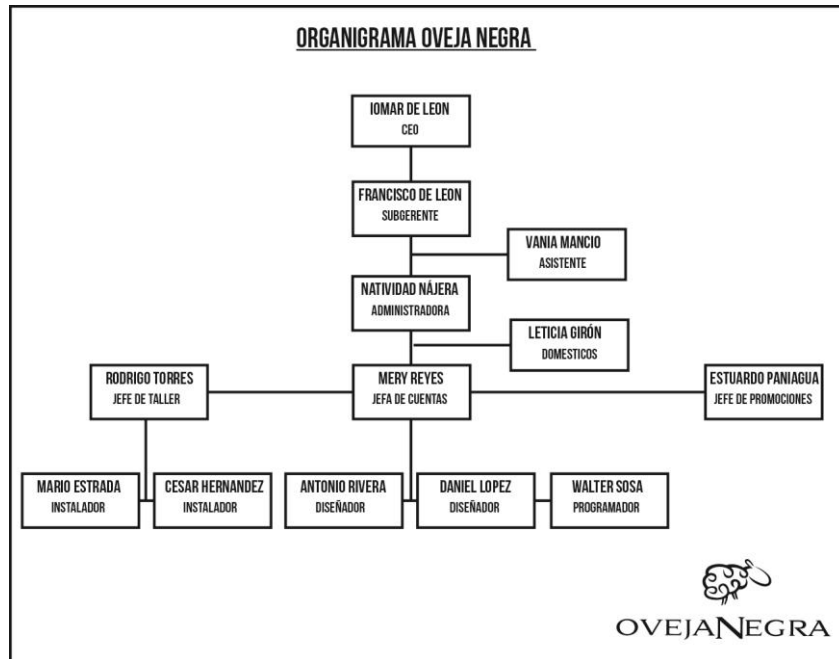 ORGANIGRAMA OVEJA NEGRA
IOMAR DE LEON
CEO
FRANCISCO DE LEON
SUBGERENTE
VANIA MANCIO
ASISTENTE
NATIVIDAD NÁJERA
ADMINISTRADORA
LETICIA GIRÓN
DOMESTICOS
RODRIGO TORRES
JEFE DE TALLER
MERY REYES
JEFA DE CUENTAS
ESTUARDO PANIAGUA
JEFE DE PROMOCIONES
MARIO ESTRADA
INSTALADOR
CESAR HERNANDEZ
INSTALADOR
ANTONIO RIVERA
DISEÑADOR
DANIEL LOPEZ
DISEÑADOR
WALTER SOSA
PROGRAMADOR
OVEJANEGRA